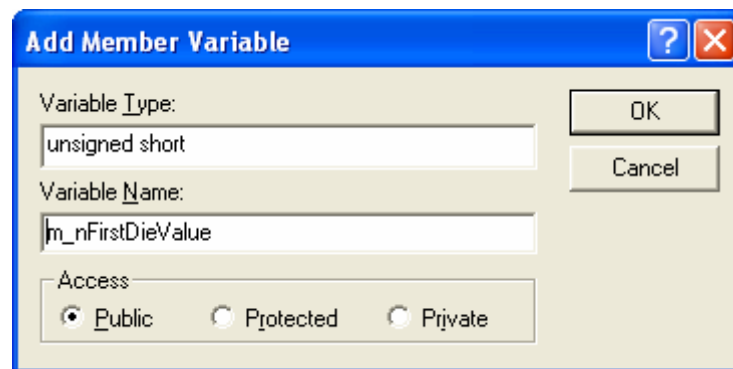 Add Member Variable
Variable Type:
OK
unsigned short
Cancel
Variable Name:
m_nFirstDieValue
Access
Public Protected Private